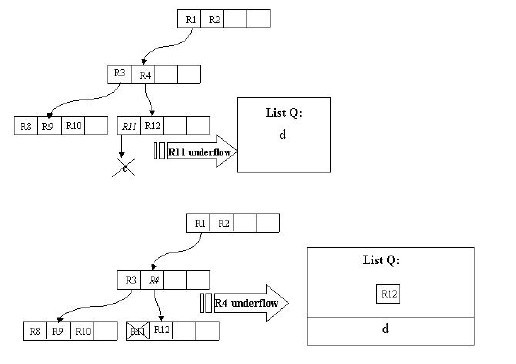 R1 R2
R3 R4
R8 R9 R10
R11 R12
e
R11 underflow
List Q:
d
R1 R2
R3 R4
R8 R9 R10
R11 R12
R4 underflow
List Q:
R12
d